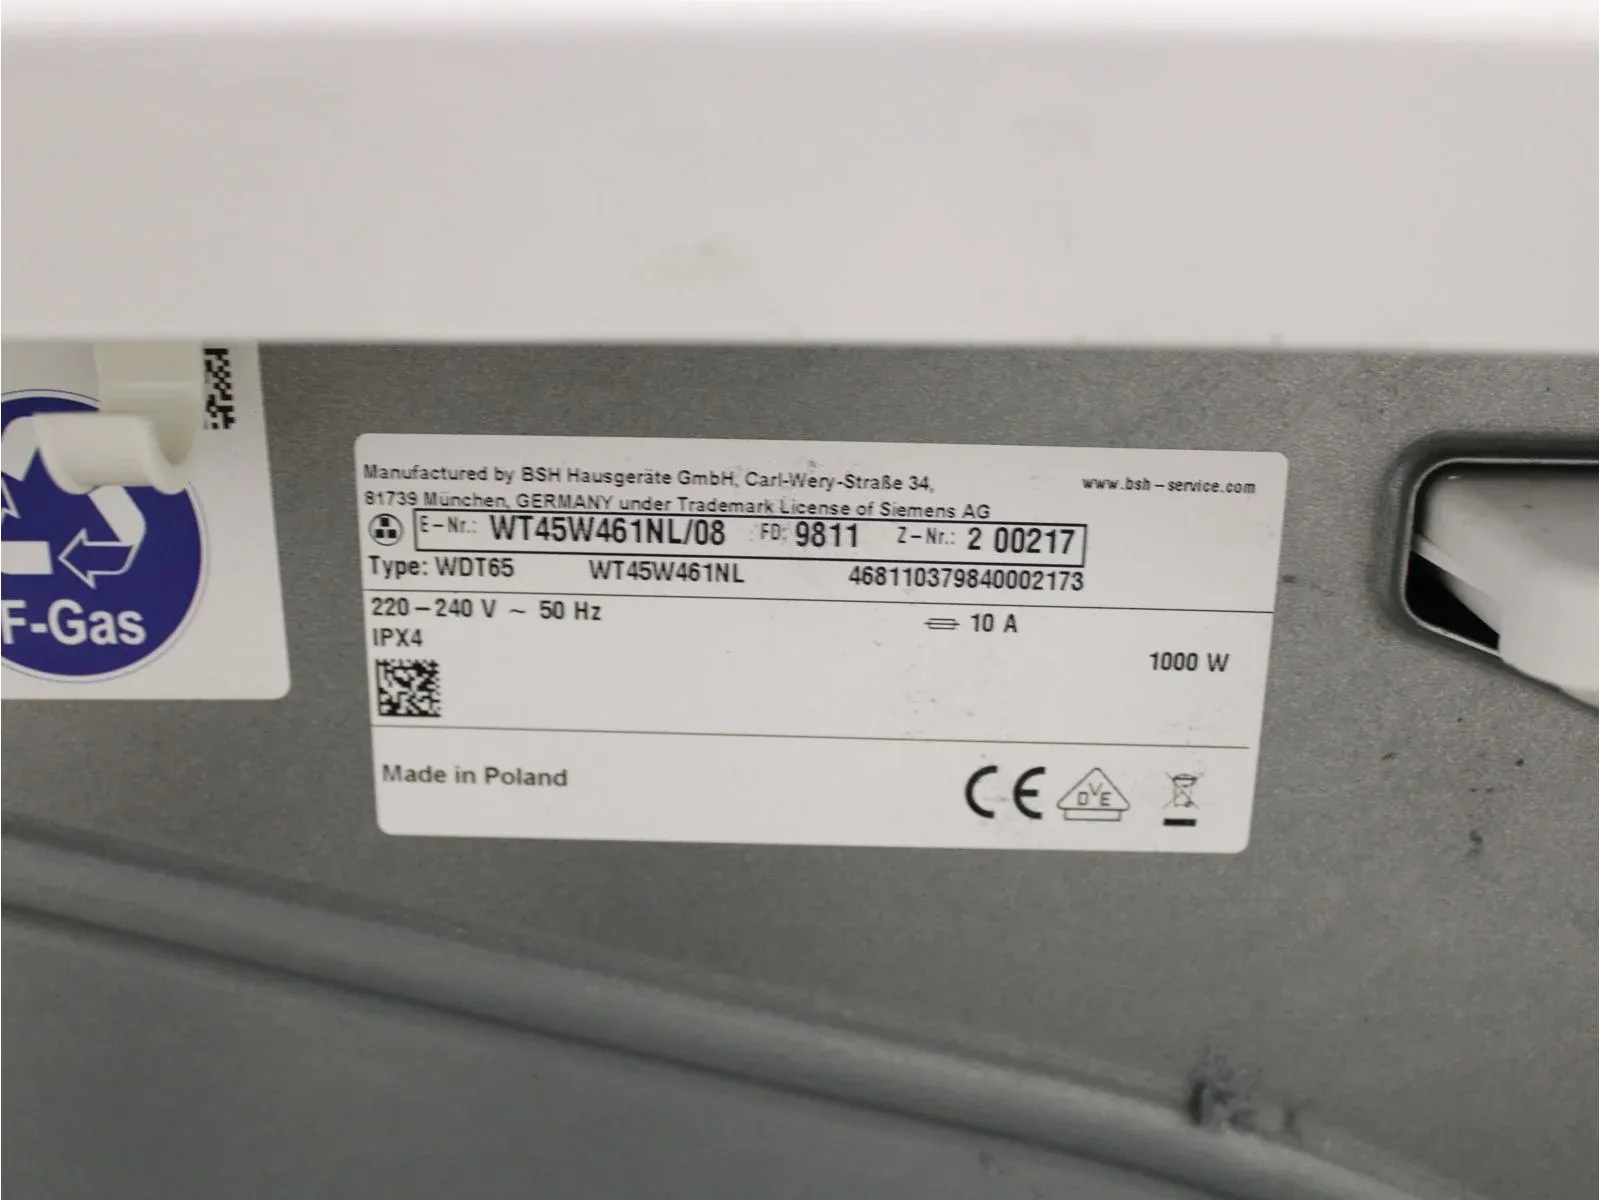 Manufactured by BSH Hausgeräte GmbH, Carl-Wery-Straße 34,
www.bsh-service.com
81739 München, GERMANY under Trademark License of Siemens AG
E-Nr.: WT45W461NL/08 FD: 9811 Z-Nr.: 2 00217
Type: WDT65 WT45W461NL 468110379840002173
220-240 V ~ 50 Hz
10 A
IPX4
1000 W
Made in Poland
CE
DVE
F-Gas